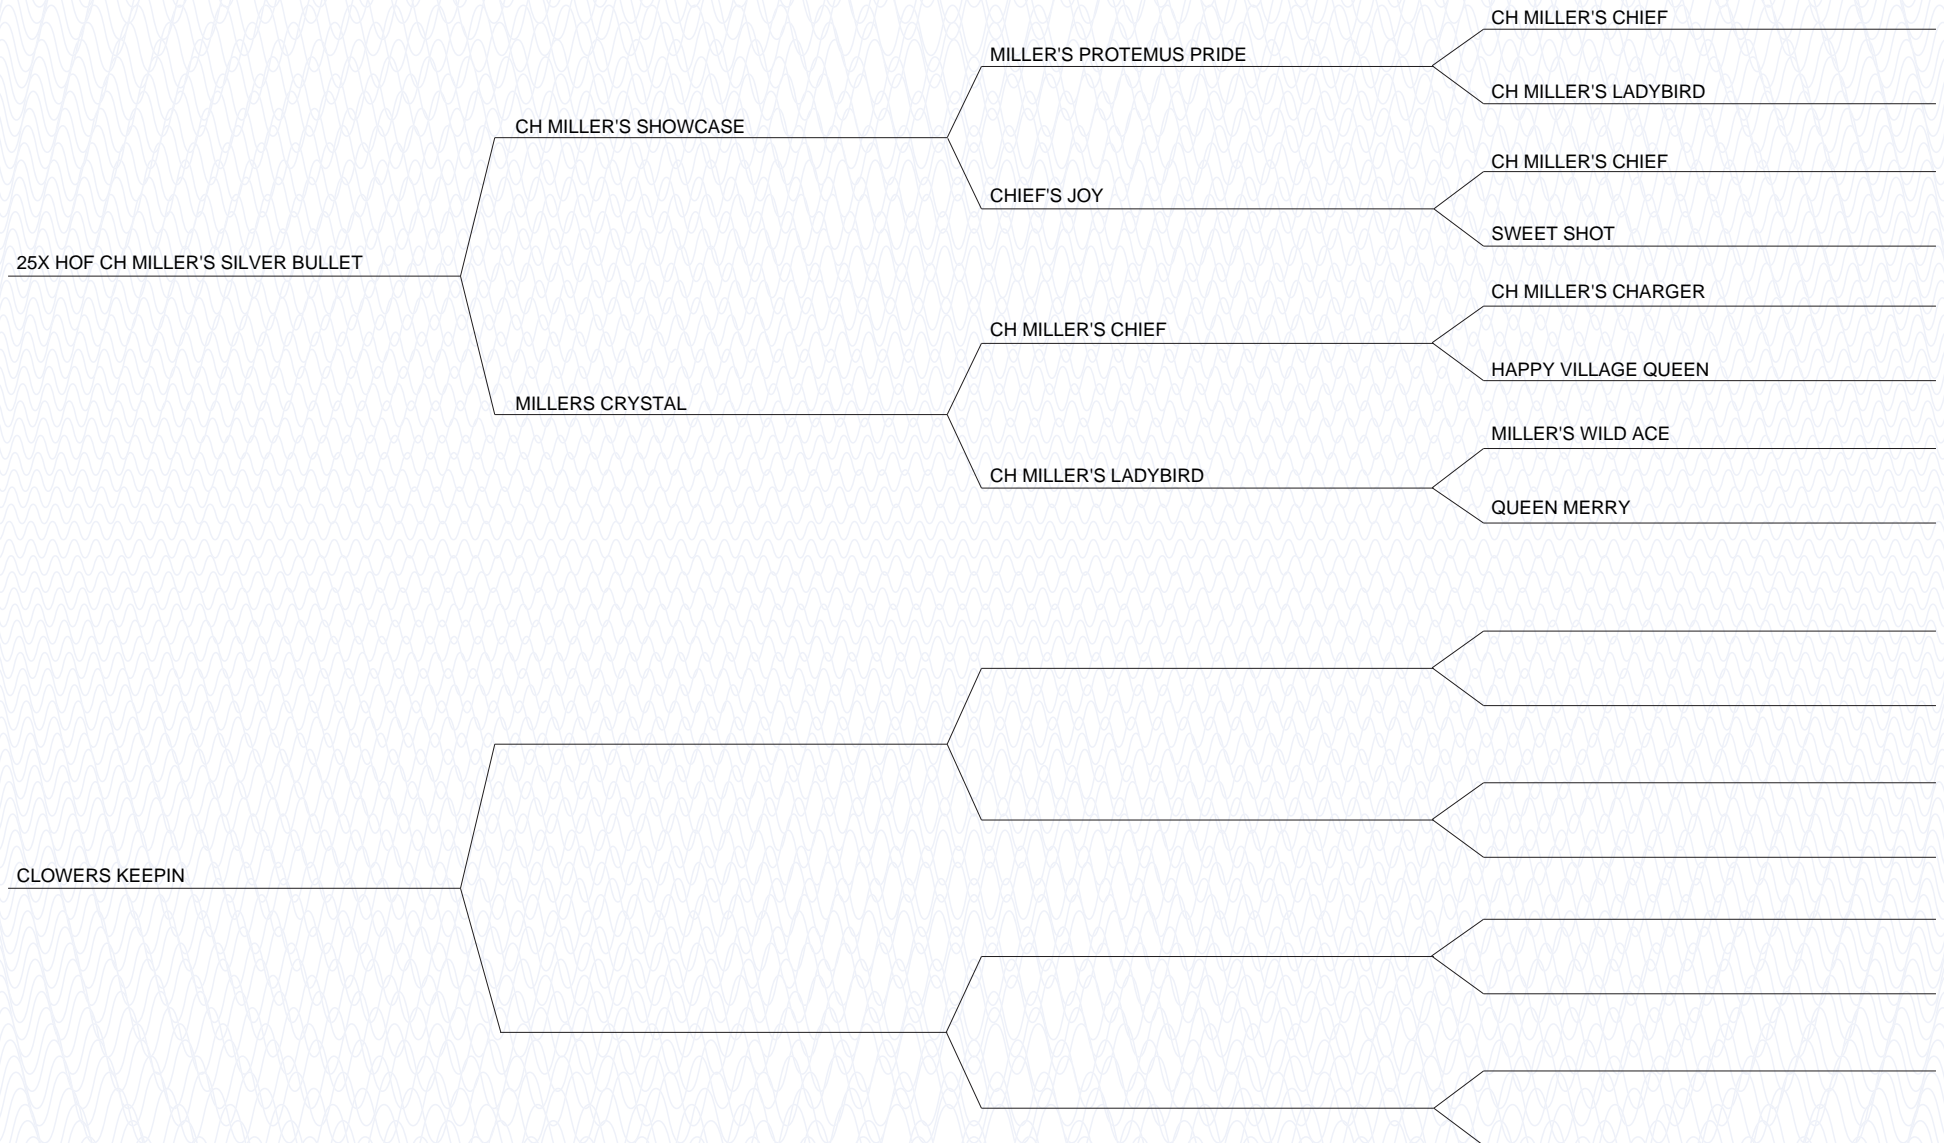 CH MILLER'S CHIEF
MILLER'S PROTEMUS PRIDE
CH MILLER'S LADYBIRD
CH MILLER'S SHOWCASE
CH MILLER'S CHIEF
CHIEF'S JOY
SWEET SHOT
25X HOF CH MILLER'S SILVER BULLET
CH MILLER'S CHARGER
CH MILLER'S CHIEF
HAPPY VILLAGE QUEEN
MILLERS CRYSTAL
MILLER'S WILD ACE
CH MILLER'S LADYBIRD
QUEEN MERRY
CLOWERS KEEPIN